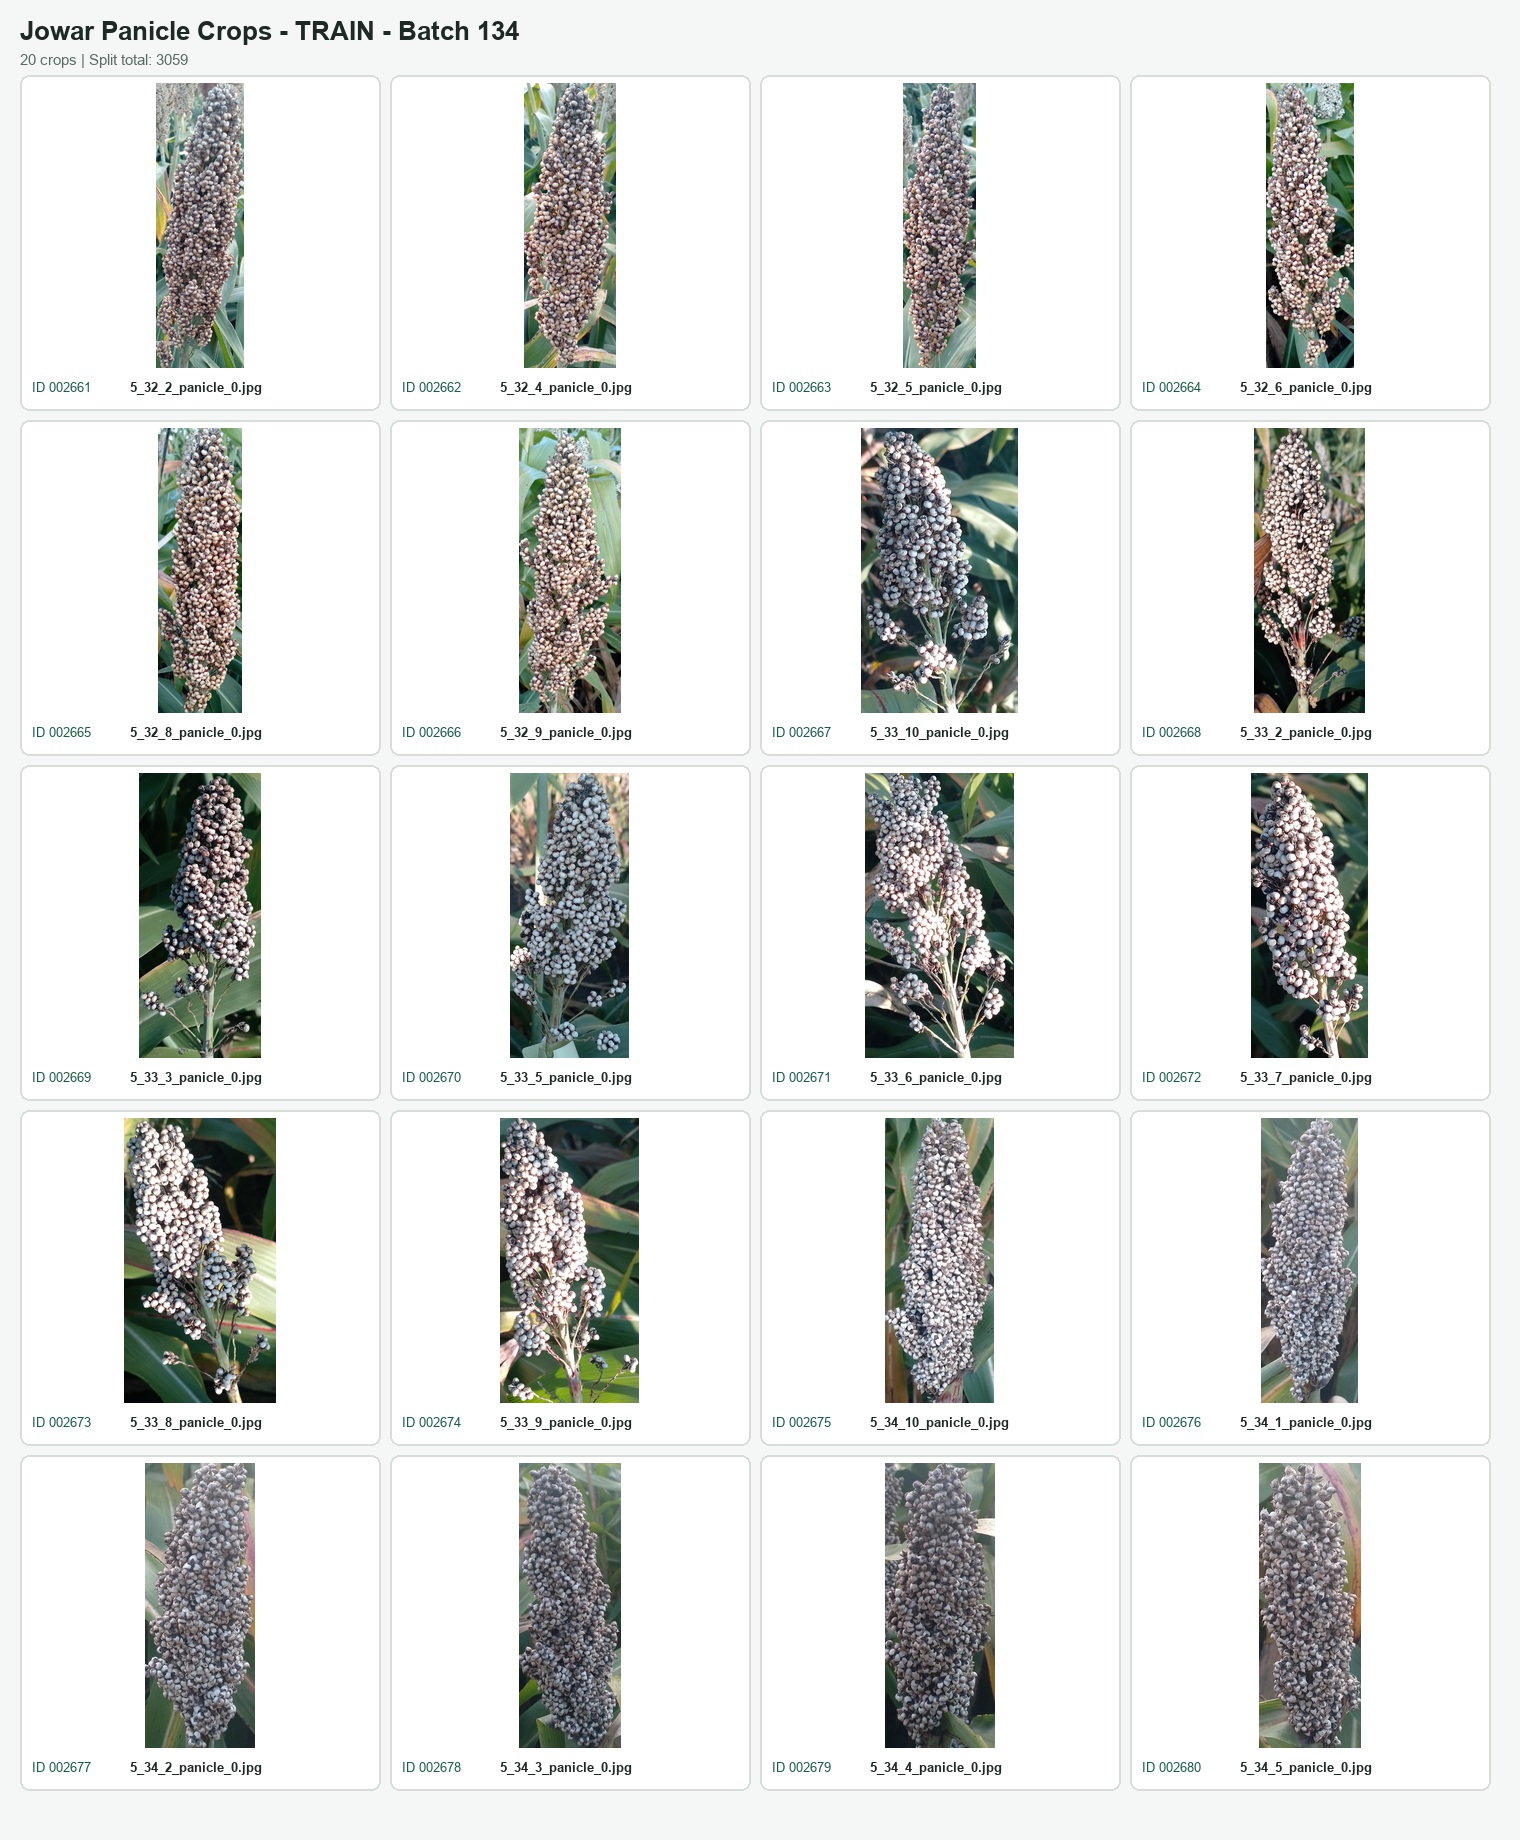 Jowar Panicle Crops - TRAIN - Batch 134
20 crops | Split total: 3059
ID 002661 5_32_2_panicle_0.jpg
ID 002662 5_32_4_panicle_0.jpg
ID 002663 5_32_5_panicle_0.jpg
ID 002664 5_32_6_panicle_0.jpg
ID 002665 5_32_8_panicle_0.jpg
ID 002666 5_32_9_panicle_0.jpg
ID 002667 5_33_10_panicle_0.jpg
ID 002668 5_33_2_panicle_0.jpg
ID 002669 5_33_3_panicle_0.jpg
ID 002670 5_33_5_panicle_0.jpg
ID 002671 5_33_6_panicle_0.jpg
ID 002672 5_33_7_panicle_0.jpg
ID 002673 5_33_8_panicle_0.jpg
ID 002674 5_33_9_panicle_0.jpg
ID 002675 5_34_10_panicle_0.jpg
ID 002676 5_34_1_panicle_0.jpg
ID 002677 5_34_2_panicle_0.jpg
ID 002678 5_34_3_panicle_0.jpg
ID 002679 5_34_4_panicle_0.jpg
ID 002680 5_34_5_panicle_0.jpg